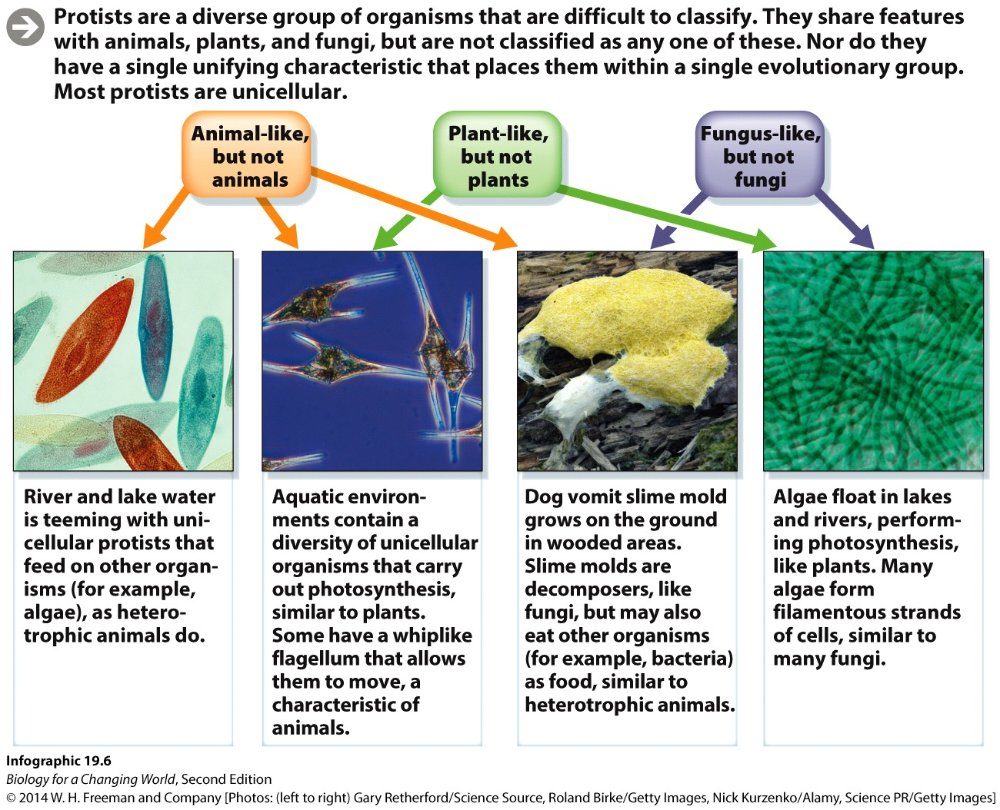 Protists are a diverse group of organisms that are difficult to classify. They share features
with animals, plants, and fungi, but are not classified as any one of these. Nor do they
have a single unifying characteristic that places them within a single evolutionary group.
Most protists are unicellular.
Animal-like,
but not
animals
Plant-like,
but not
plants
Fungus-like,
but not
fungi
River and lake water
is teeming with uni-
cellular protists that
feed on other organ-
isms (for example,
algae), as hetero-
trophic animals do.
Aquatic environ-
ments contain a
diversity of unicellular
organisms that carry
out photosynthesis,
similar to plants.
Some have a whiplike
flagellum that allows
them to move, a
characteristic of
animals.
Dog vomit slime mold
grows on the ground
in wooded areas.
Slime molds are
decomposers, like
fungi, but may also
eat other organisms
(for example, bacteria)
as food, similar to
heterotrophic animals.
Algae float in lakes
and rivers, perform-
ing photosynthesis,
like plants. Many
algae form
filamentous strands
of cells, similar to
many fungi.
Infographic 19.6
Biology for a Changing World, Second Edition
© 2014 W. H. Freeman and Company [Photos: (left to right) Gary Retherford/Science Source, Roland Birke/Getty Images, Nick Kurzenko/Alamy, Science PR/Getty Images]